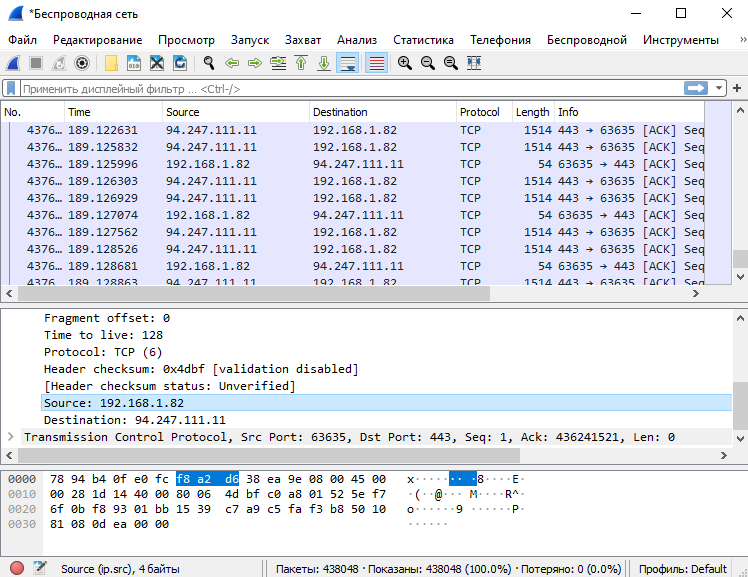 *Беспроводная сеть
Файл Редактирование Просмотр Запуск Захват Анализ Статистика Телефония Беспроводной Инструменты »
Применить дисплейный фильтр ... <Ctrl-/>
No. Time Source Destination Protocol Length Info
4376… 189.122631 94.247.111.11 192.168.1.82 TCP 1514 443 → 63635 [ACK] Seq
4376… 189.125832 94.247.111.11 192.168.1.82 TCP 1514 443 → 63635 [ACK] Seq
4376… 189.125996 192.168.1.82 94.247.111.11 TCP 54 63635 → 443 [ACK] Seq
4376… 189.126303 94.247.111.11 192.168.1.82 TCP 1514 443 → 63635 [ACK] Seq
4376… 189.126929 94.247.111.11 192.168.1.82 TCP 1514 443 → 63635 [ACK] Seq
4376… 189.127074 192.168.1.82 94.247.111.11 TCP 54 63635 → 443 [ACK] Seq
4376… 189.127562 94.247.111.11 192.168.1.82 TCP 1514 443 → 63635 [ACK] Seq
4376… 189.128526 94.247.111.11 192.168.1.82 TCP 1514 443 → 63635 [ACK] Seq
4376… 189.128681 192.168.1.82 94.247.111.11 TCP 54 63635 → 443 [ACK] Seq
4376… 189.128863 94.247.111.11 192.168.1.82 TCP 1514 443 → 63635 [ACK] Seq
Fragment offset: 0
Time to live: 128
Protocol: TCP (6)
Header checksum: 0x4dbf [validation disabled]
[Header checksum status: Unverified]
Source: 192.168.1.82
Destination: 94.247.111.11
Transmission Control Protocol, Src Port: 63635, Dst Port: 443, Seq: 1, Ack: 436241521, Len: 0
0000 78 94 b4 0f e0 fc f8 a2 d6 38 ea 9e 08 00 45 00 x·······8····E·
0010 00 28 1d 14 40 00 80 06 4d bf c0 a8 01 52 5e f7 ·(··@···M····R^·
0020 6f 0b f8 93 01 bb 15 39 c7 a9 c5 fa f3 b8 50 10 o······9······P·
0030 81 08 0d ea 00 00 ······
Source (ip.src), 4 байты Пакеты: 438048 · Показаны: 438048 (100.0%) · Потеряно: 0 (0.0%) Профиль: Default